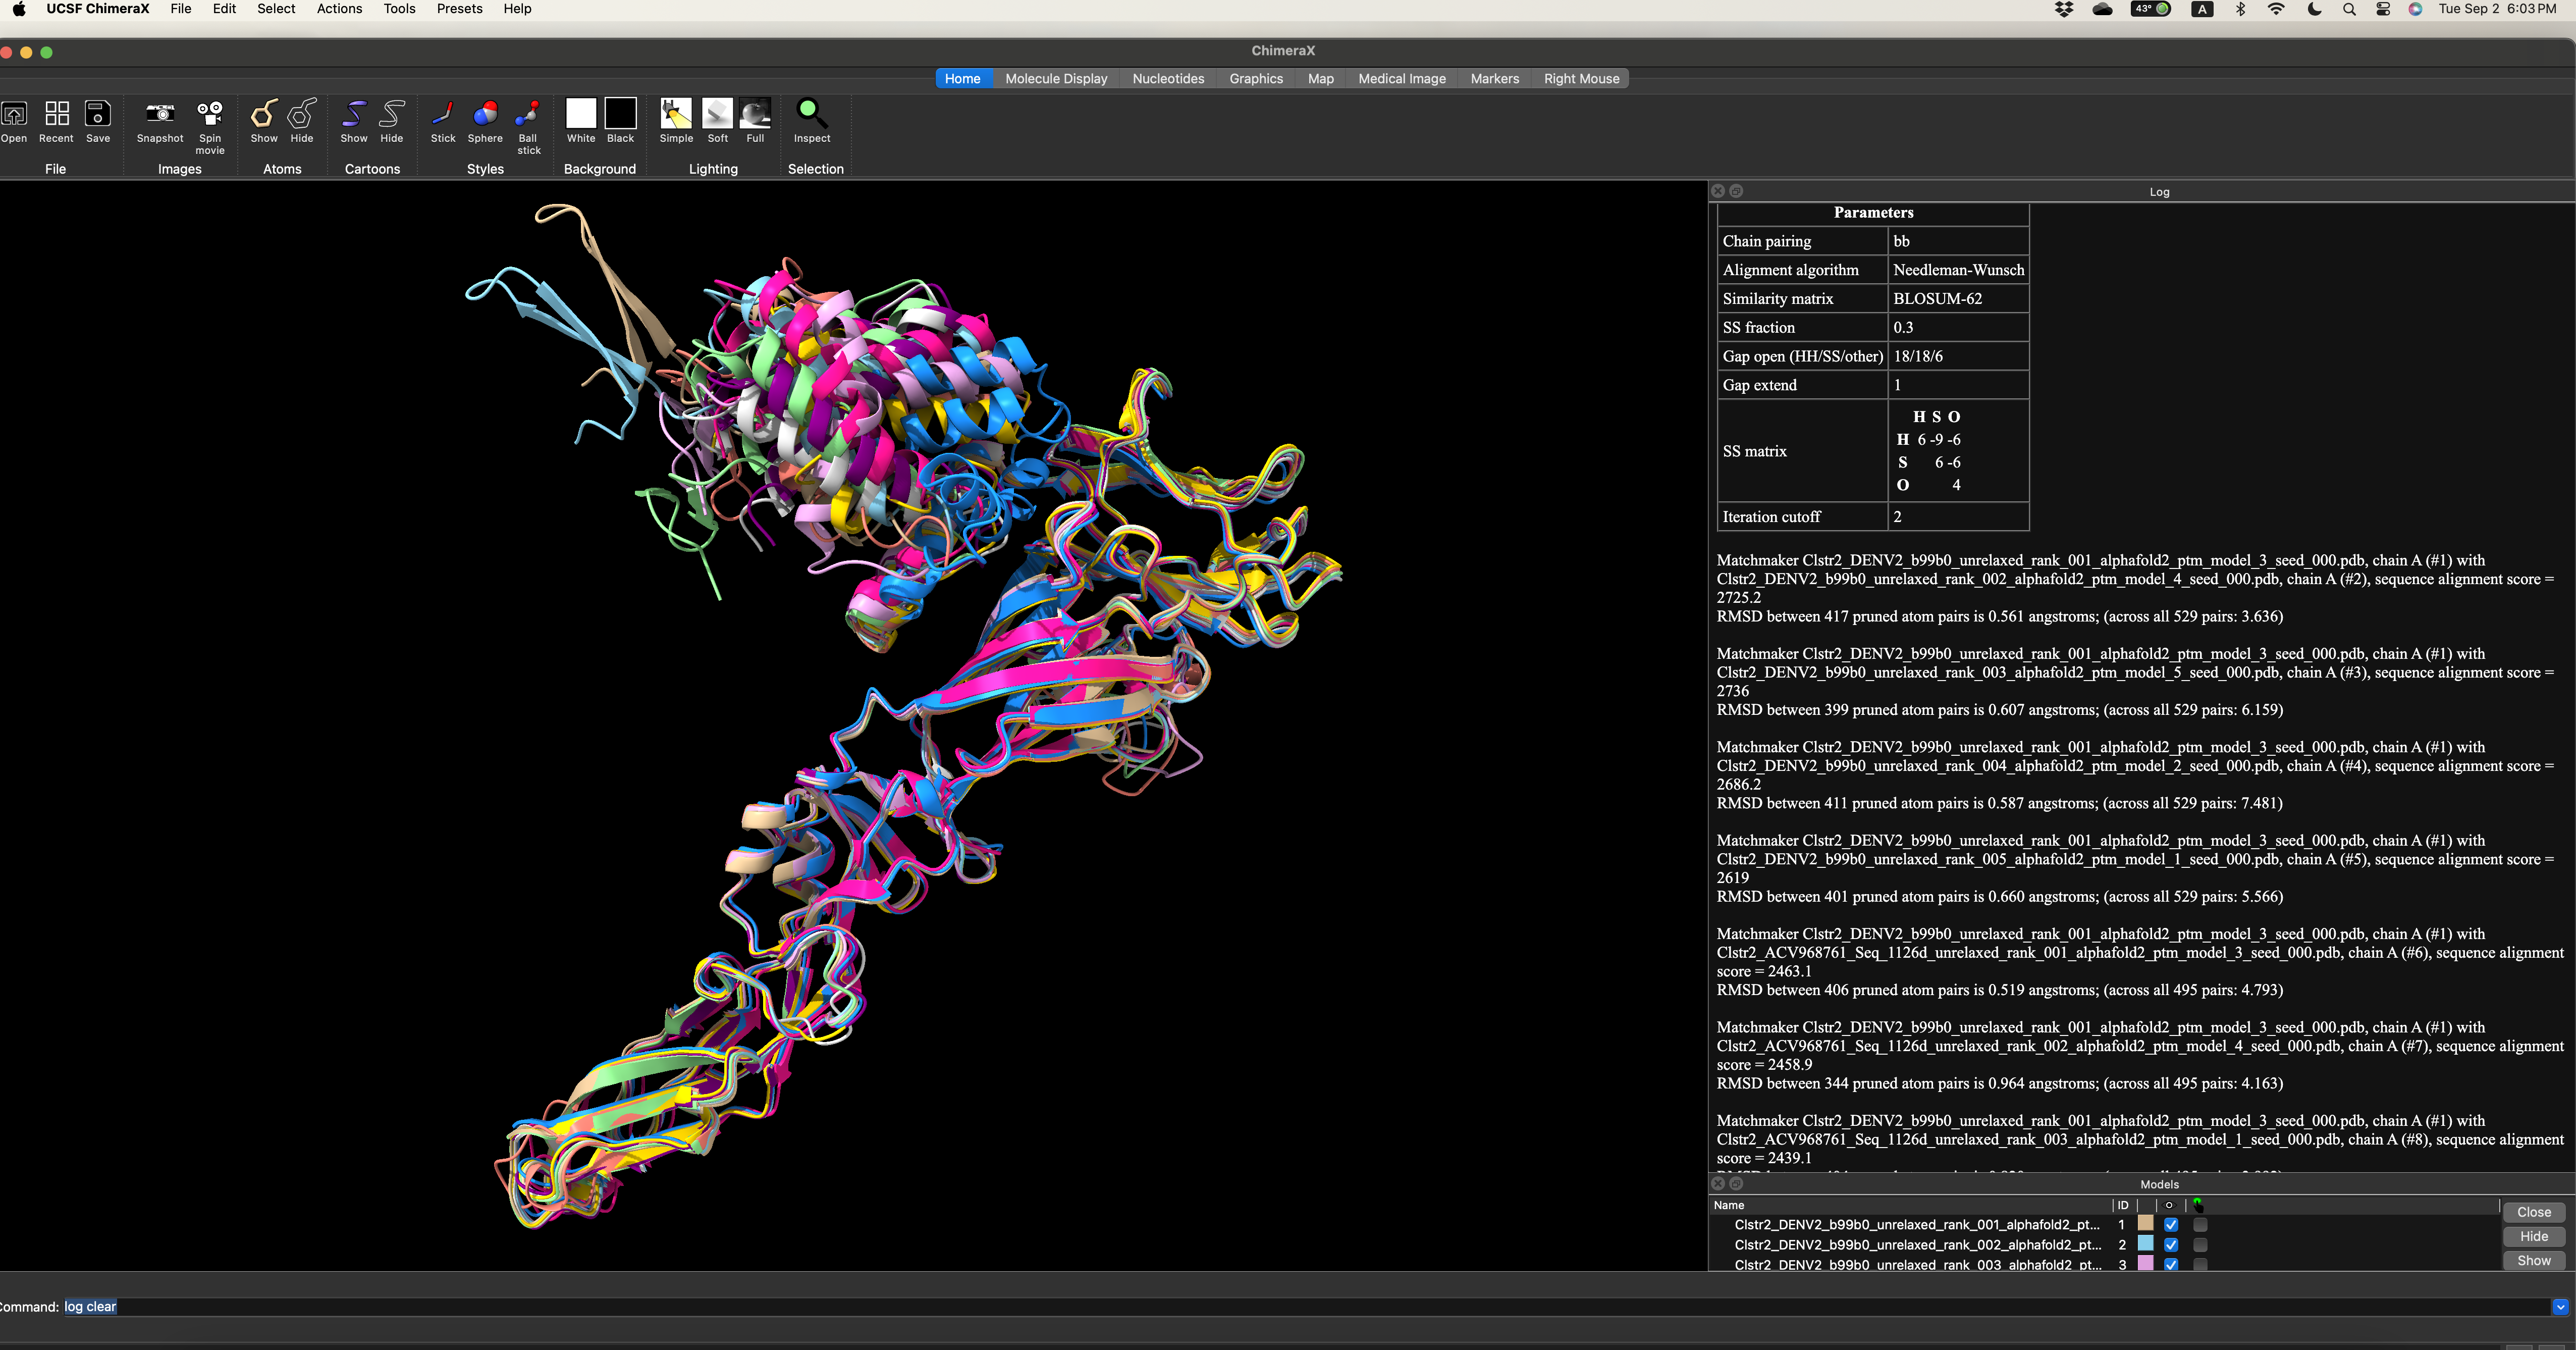 UCSF ChimeraX File Edit Select Actions Tools Presets Help
43° A Tue Sep 2 6:03 PM
ChimeraX
Home Molecule Display Nucleotides Graphics Map Medical Image Markers Right Mouse
Open Recent Save Snapshot Spin movie Show Hide Show Hide Stick Sphere Ball stick White Black Simple Soft Full Inspect
File Images Atoms Cartoons Styles Background Lighting Selection
Log
Parameters
Chain pairing bb
Alignment algorithm Needleman-Wunsch
Similarity matrix BLOSUM-62
SS fraction 0.3
Gap open (HH/SS/other) 18/18/6
Gap extend 1
SS matrix
H S O
H 6 -9 -6
S 6 -6
O 4
Iteration cutoff 2
Matchmaker Clstr2_DENV2_b99b0_unrelaxed_rank_001_alphafold2_ptm_model_3_seed_000.pdb, chain A (#1) with
Clstr2_DENV2_b99b0_unrelaxed_rank_002_alphafold2_ptm_model_4_seed_000.pdb, chain A (#2), sequence alignment score =
2725.2
RMSD between 417 pruned atom pairs is 0.561 angstroms; (across all 529 pairs: 3.636)
Matchmaker Clstr2_DENV2_b99b0_unrelaxed_rank_001_alphafold2_ptm_model_3_seed_000.pdb, chain A (#1) with
Clstr2_DENV2_b99b0_unrelaxed_rank_003_alphafold2_ptm_model_5_seed_000.pdb, chain A (#3), sequence alignment score =
2736
RMSD between 399 pruned atom pairs is 0.607 angstroms; (across all 529 pairs: 6.159)
Matchmaker Clstr2_DENV2_b99b0_unrelaxed_rank_001_alphafold2_ptm_model_3_seed_000.pdb, chain A (#1) with
Clstr2_DENV2_b99b0_unrelaxed_rank_004_alphafold2_ptm_model_2_seed_000.pdb, chain A (#4), sequence alignment score =
2686.2
RMSD between 411 pruned atom pairs is 0.587 angstroms; (across all 529 pairs: 7.481)
Matchmaker Clstr2_DENV2_b99b0_unrelaxed_rank_001_alphafold2_ptm_model_3_seed_000.pdb, chain A (#1) with
Clstr2_DENV2_b99b0_unrelaxed_rank_005_alphafold2_ptm_model_1_seed_000.pdb, chain A (#5), sequence alignment score =
2619
RMSD between 401 pruned atom pairs is 0.660 angstroms; (across all 529 pairs: 5.566)
Matchmaker Clstr2_DENV2_b99b0_unrelaxed_rank_001_alphafold2_ptm_model_3_seed_000.pdb, chain A (#1) with
Clstr2_ACV968761_Seq_1126d_unrelaxed_rank_001_alphafold2_ptm_model_3_seed_000.pdb, chain A (#6), sequence alignment
score = 2463.1
RMSD between 406 pruned atom pairs is 0.519 angstroms; (across all 495 pairs: 4.793)
Matchmaker Clstr2_DENV2_b99b0_unrelaxed_rank_001_alphafold2_ptm_model_3_seed_000.pdb, chain A (#1) with
Clstr2_ACV968761_Seq_1126d_unrelaxed_rank_002_alphafold2_ptm_model_4_seed_000.pdb, chain A (#7), sequence alignment
score = 2458.9
RMSD between 344 pruned atom pairs is 0.964 angstroms; (across all 495 pairs: 4.163)
Matchmaker Clstr2_DENV2_b99b0_unrelaxed_rank_001_alphafold2_ptm_model_3_seed_000.pdb, chain A (#1) with
Clstr2_ACV968761_Seq_1126d_unrelaxed_rank_003_alphafold2_ptm_model_1_seed_000.pdb, chain A (#8), sequence alignment
score = 2439.1
Models
Name ID
Clstr2_DENV2_b99b0_unrelaxed_rank_001_alphafold2_pt... 1
Clstr2_DENV2_b99b0_unrelaxed_rank_002_alphafold2_pt... 2
Clstr2_DENV2_b99b0_unrelaxed_rank_003_alphafold2_pt... 3
Close
Hide
Show
ommand: log clear